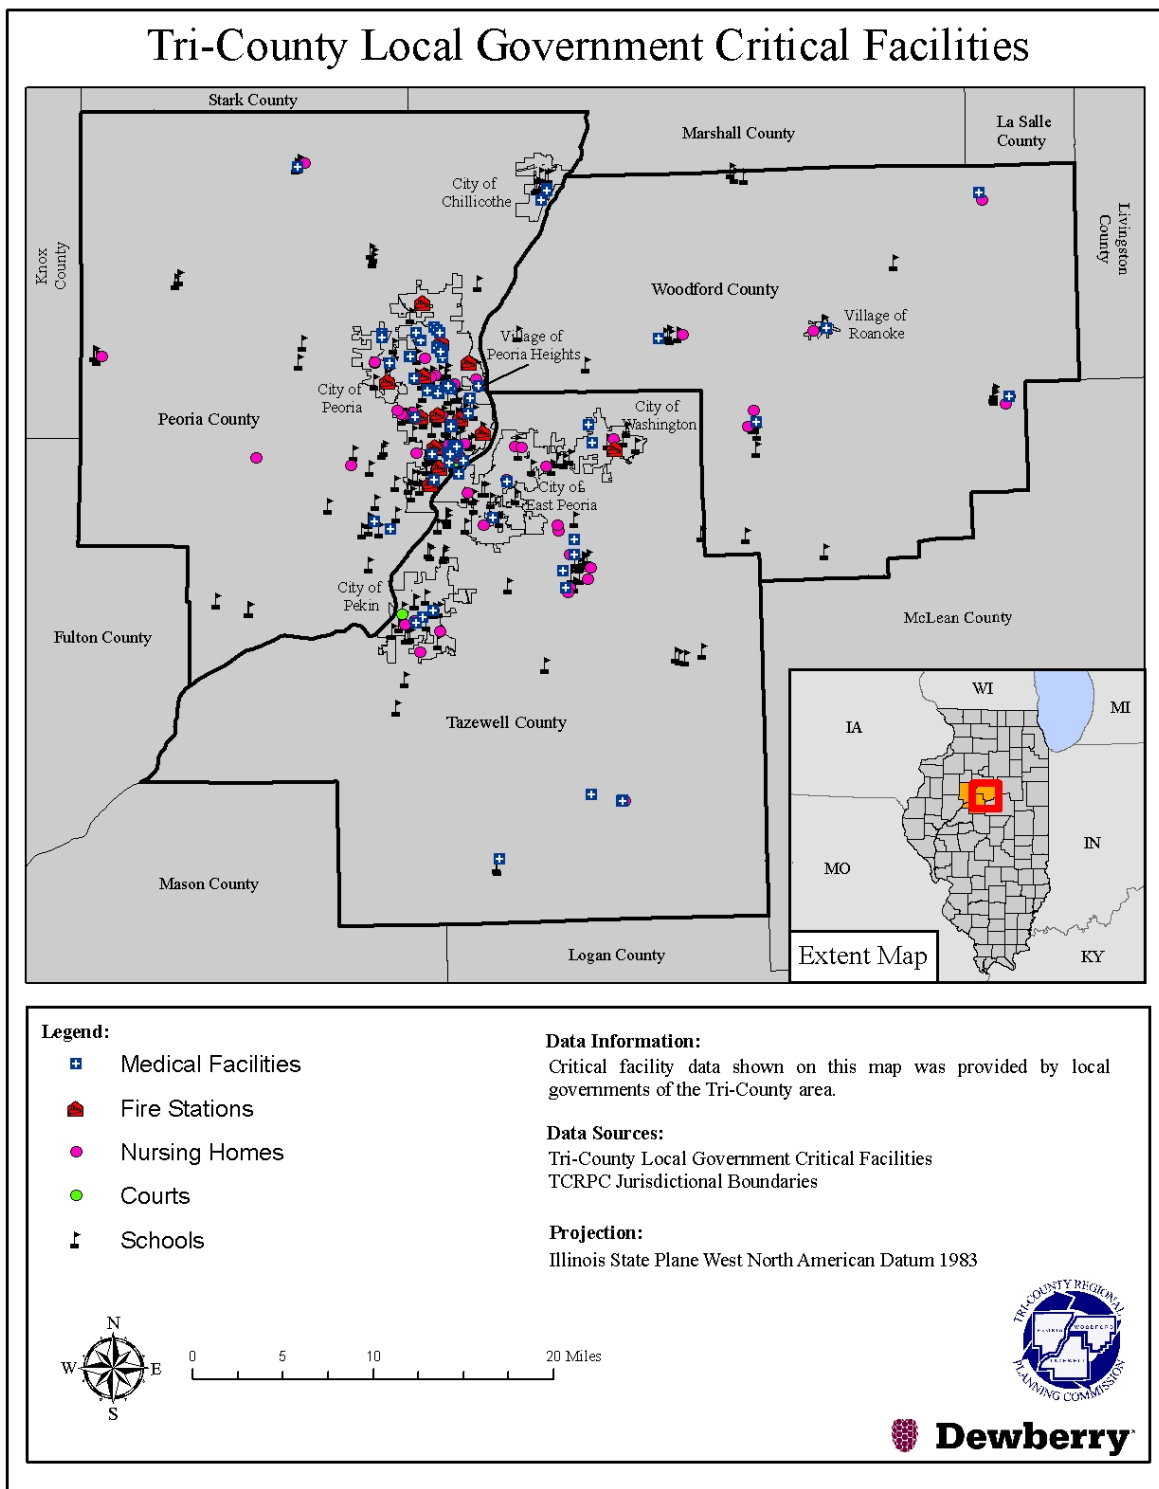 Tri-County Local Government Critical Facilities
Stark County
Marshall County
La Salle
County
Livingston
County
Knox
County
City of
Chillicothe
Woodford County
Village of
Roanoke
Village of
Peoria Heights
City of
Peoria
Peoria County
City of
Washington
City of
East Peoria
City of
Pekin
Fulton County
McLean County
Tazewell County
Mason County
Logan County
WI
MI
IA
IN
MO
KY
Extent Map
Legend:
Medical Facilities
Fire Stations
Nursing Homes
Courts
Schools
Data Information:
Critical facility data shown on this map was provided by local
governments of the Tri-County area.
Data Sources:
Tri-County Local Government Critical Facilities
TCRPC Jurisdictional Boundaries
Projection:
Illinois State Plane West North American Datum 1983
N
W E
S
0 5 10 20 Miles
TRI-COUNTY REGIONAL
PEORIA WOODFORD
TAZEWELL
PLANNING COMMISSION
Dewberry